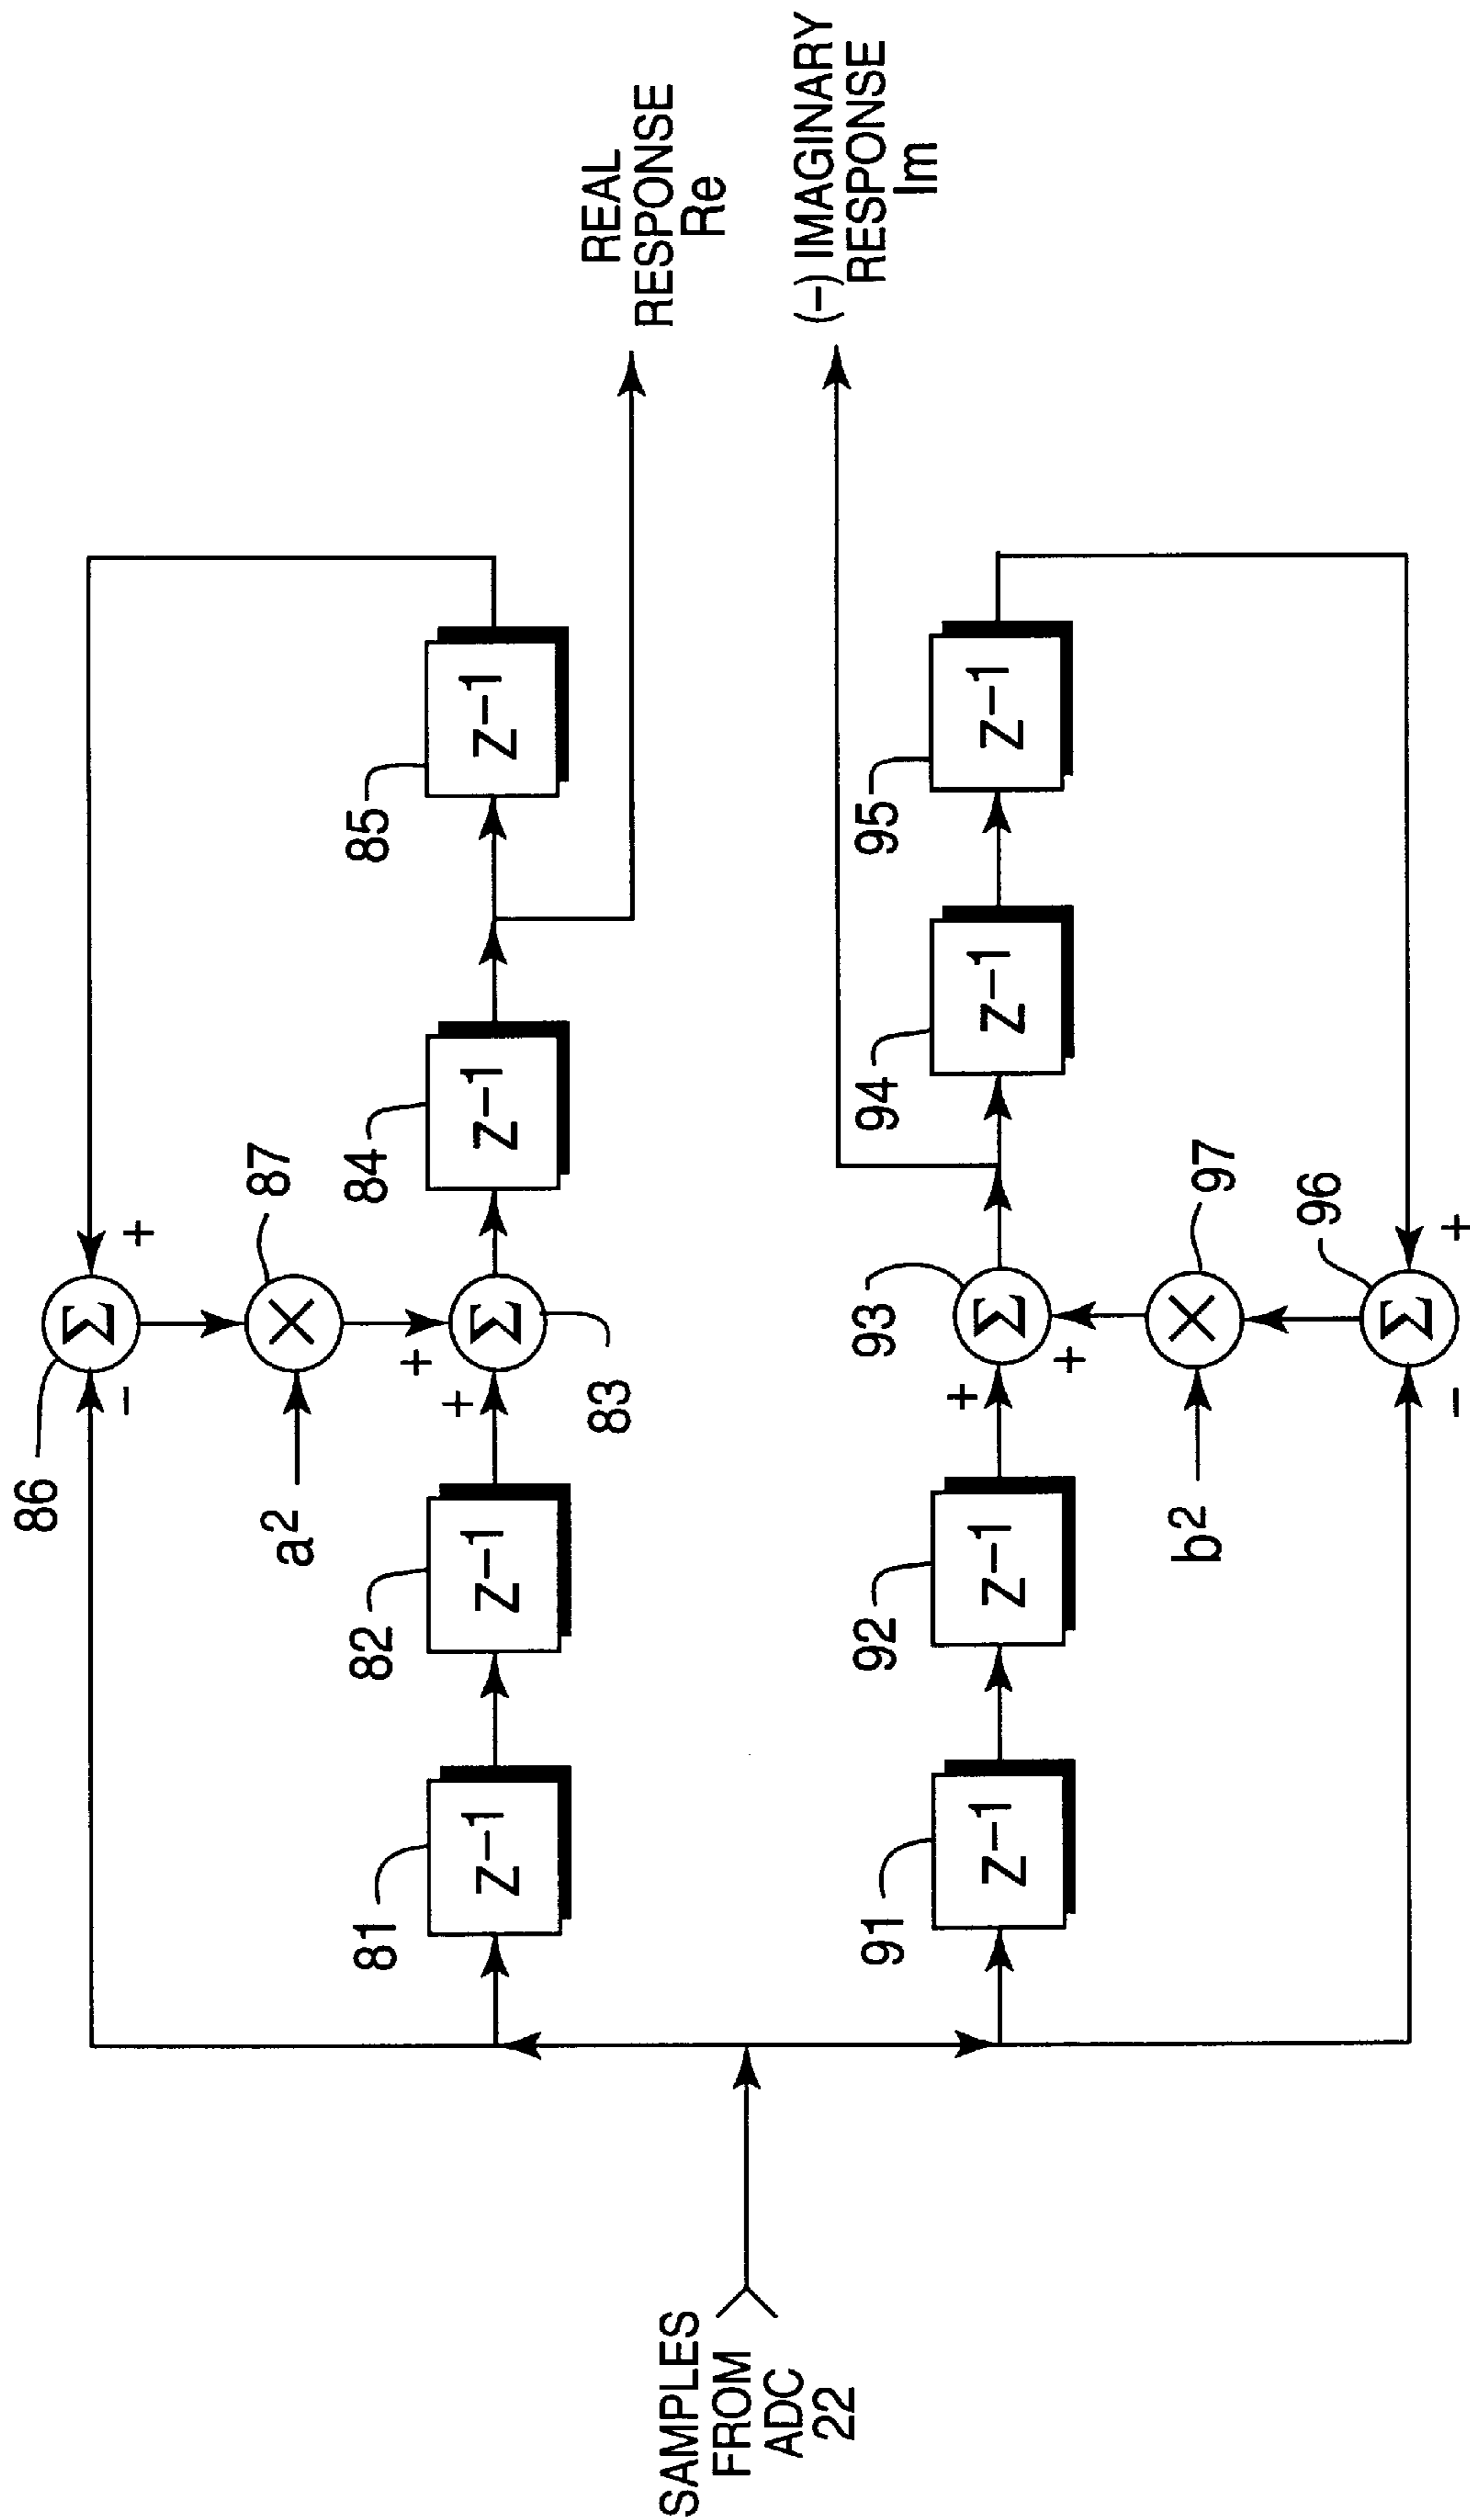 86
a²
87
-
+
Σ
×
81
82
84
85
z⁻¹
z⁻¹
z⁻¹
z⁻¹
+
+
Σ
83
REAL
RESPONSE
Re
SAMPLES
FROM
ADC
22
(-) IMAGINARY
RESPONSE
Im
91
92
93
94
95
z⁻¹
z⁻¹
z⁻¹
z⁻¹
+
+
Σ
b²
×
97
96
-
+
Σ